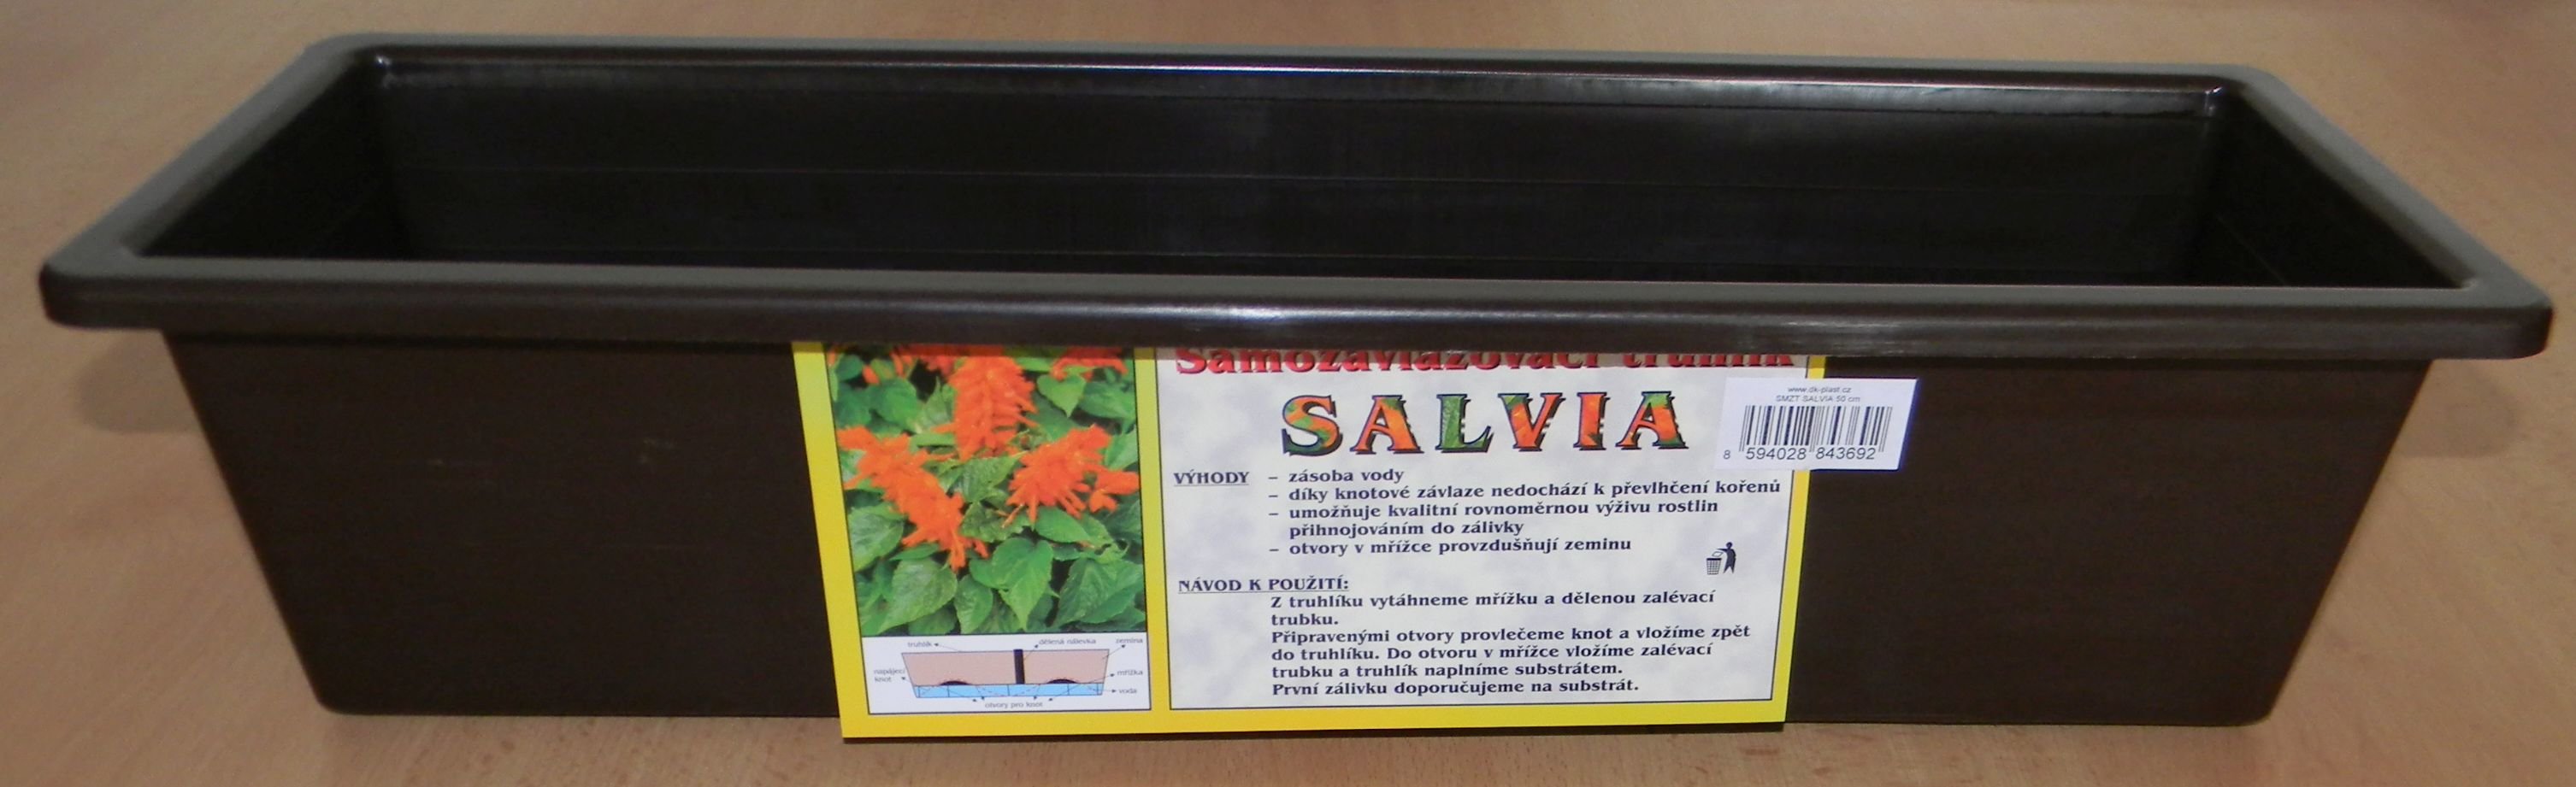 Samozavlažovací truhlík
SALVIA
www.dk-plast.cz
SMZT SALVIA 50 cm
8 594028 843692
VÝHODY – zásoba vody
– díky knotové závlaze nedochází k převlhčení kořenů
– umožňuje kvalitní rovnoměrnou výživu rostlin
přihnojováním do zálivky
– otvory v mřížce provzdušňují zeminu
NÁVOD K POUŽITÍ:
Z truhlíku vytáhneme mřížku a dělenou zalévací
trubku.
Připravenými otvory provlečeme knot a vložíme zpět
do truhlíku. Do otvoru v mřížce vložíme zalévací
trubku a truhlík naplníme substrátem.
První zálivku doporučujeme na substrát.
truhlík
dělená nálevka
zemina
napájecí
knot
mřížka
voda
otvory pro knot